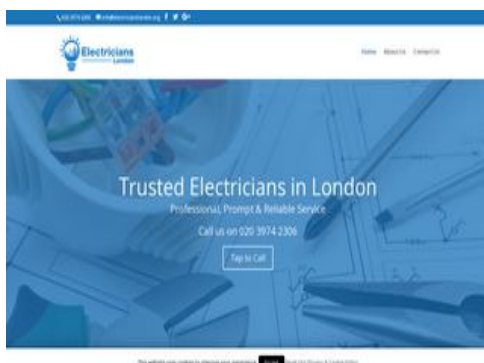 Electricians
London
Home About Us Contact Us
Trusted Electricians in London
Professional, Prompt & Reliable Service
Call us on 020 3974 2306
Tap to Call